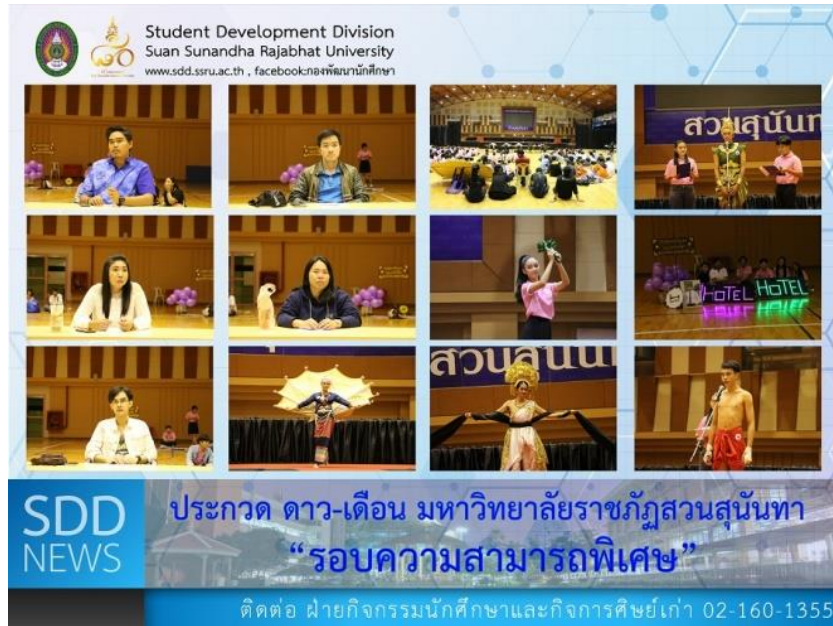 Student Development Division
Suan Sunandha Rajabhat University
www.sdd.ssru.ac.th , facebook:กองพัฒนานักศึกษา
สวนสุนันท
HOTEL HOTEL
สวนสุนันท
SDD
NEWS
ประกวด ดาว-เดือน มหาวิทยาลัยราชภัฏสวนสุนันทา
“รอบความสามารถพิเศษ”
ติดต่อ ฝ่ายกิจกรรมนักศึกษาและกิจการศิษย์เก่า 02-160-1355